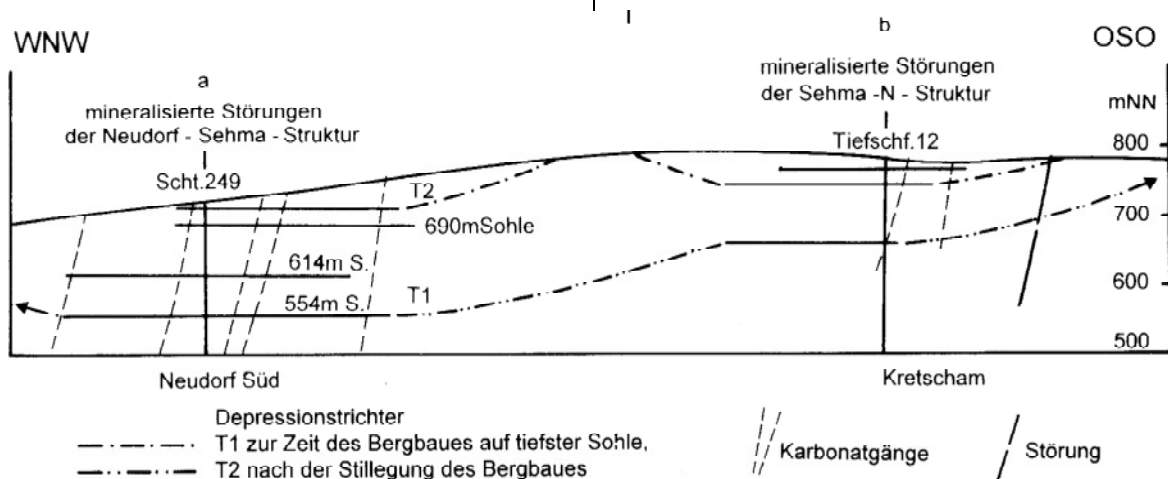 WNW
OSO
I
a
mineralisierte Störungen
der Neudorf - Sehma - Struktur
b
mineralisierte Störungen
der Sehma -N - Struktur
mNN
800
700
600
500
Scht.249
Tiefschf.12
T2
690mSohle
614m S.
554m S.
T1
Neudorf Süd
Kretscham
Depressionstrichter
T1 zur Zeit des Bergbaues auf tiefster Sohle,
T2 nach der Stillegung des Bergbaues
Karbonatgänge
Störung